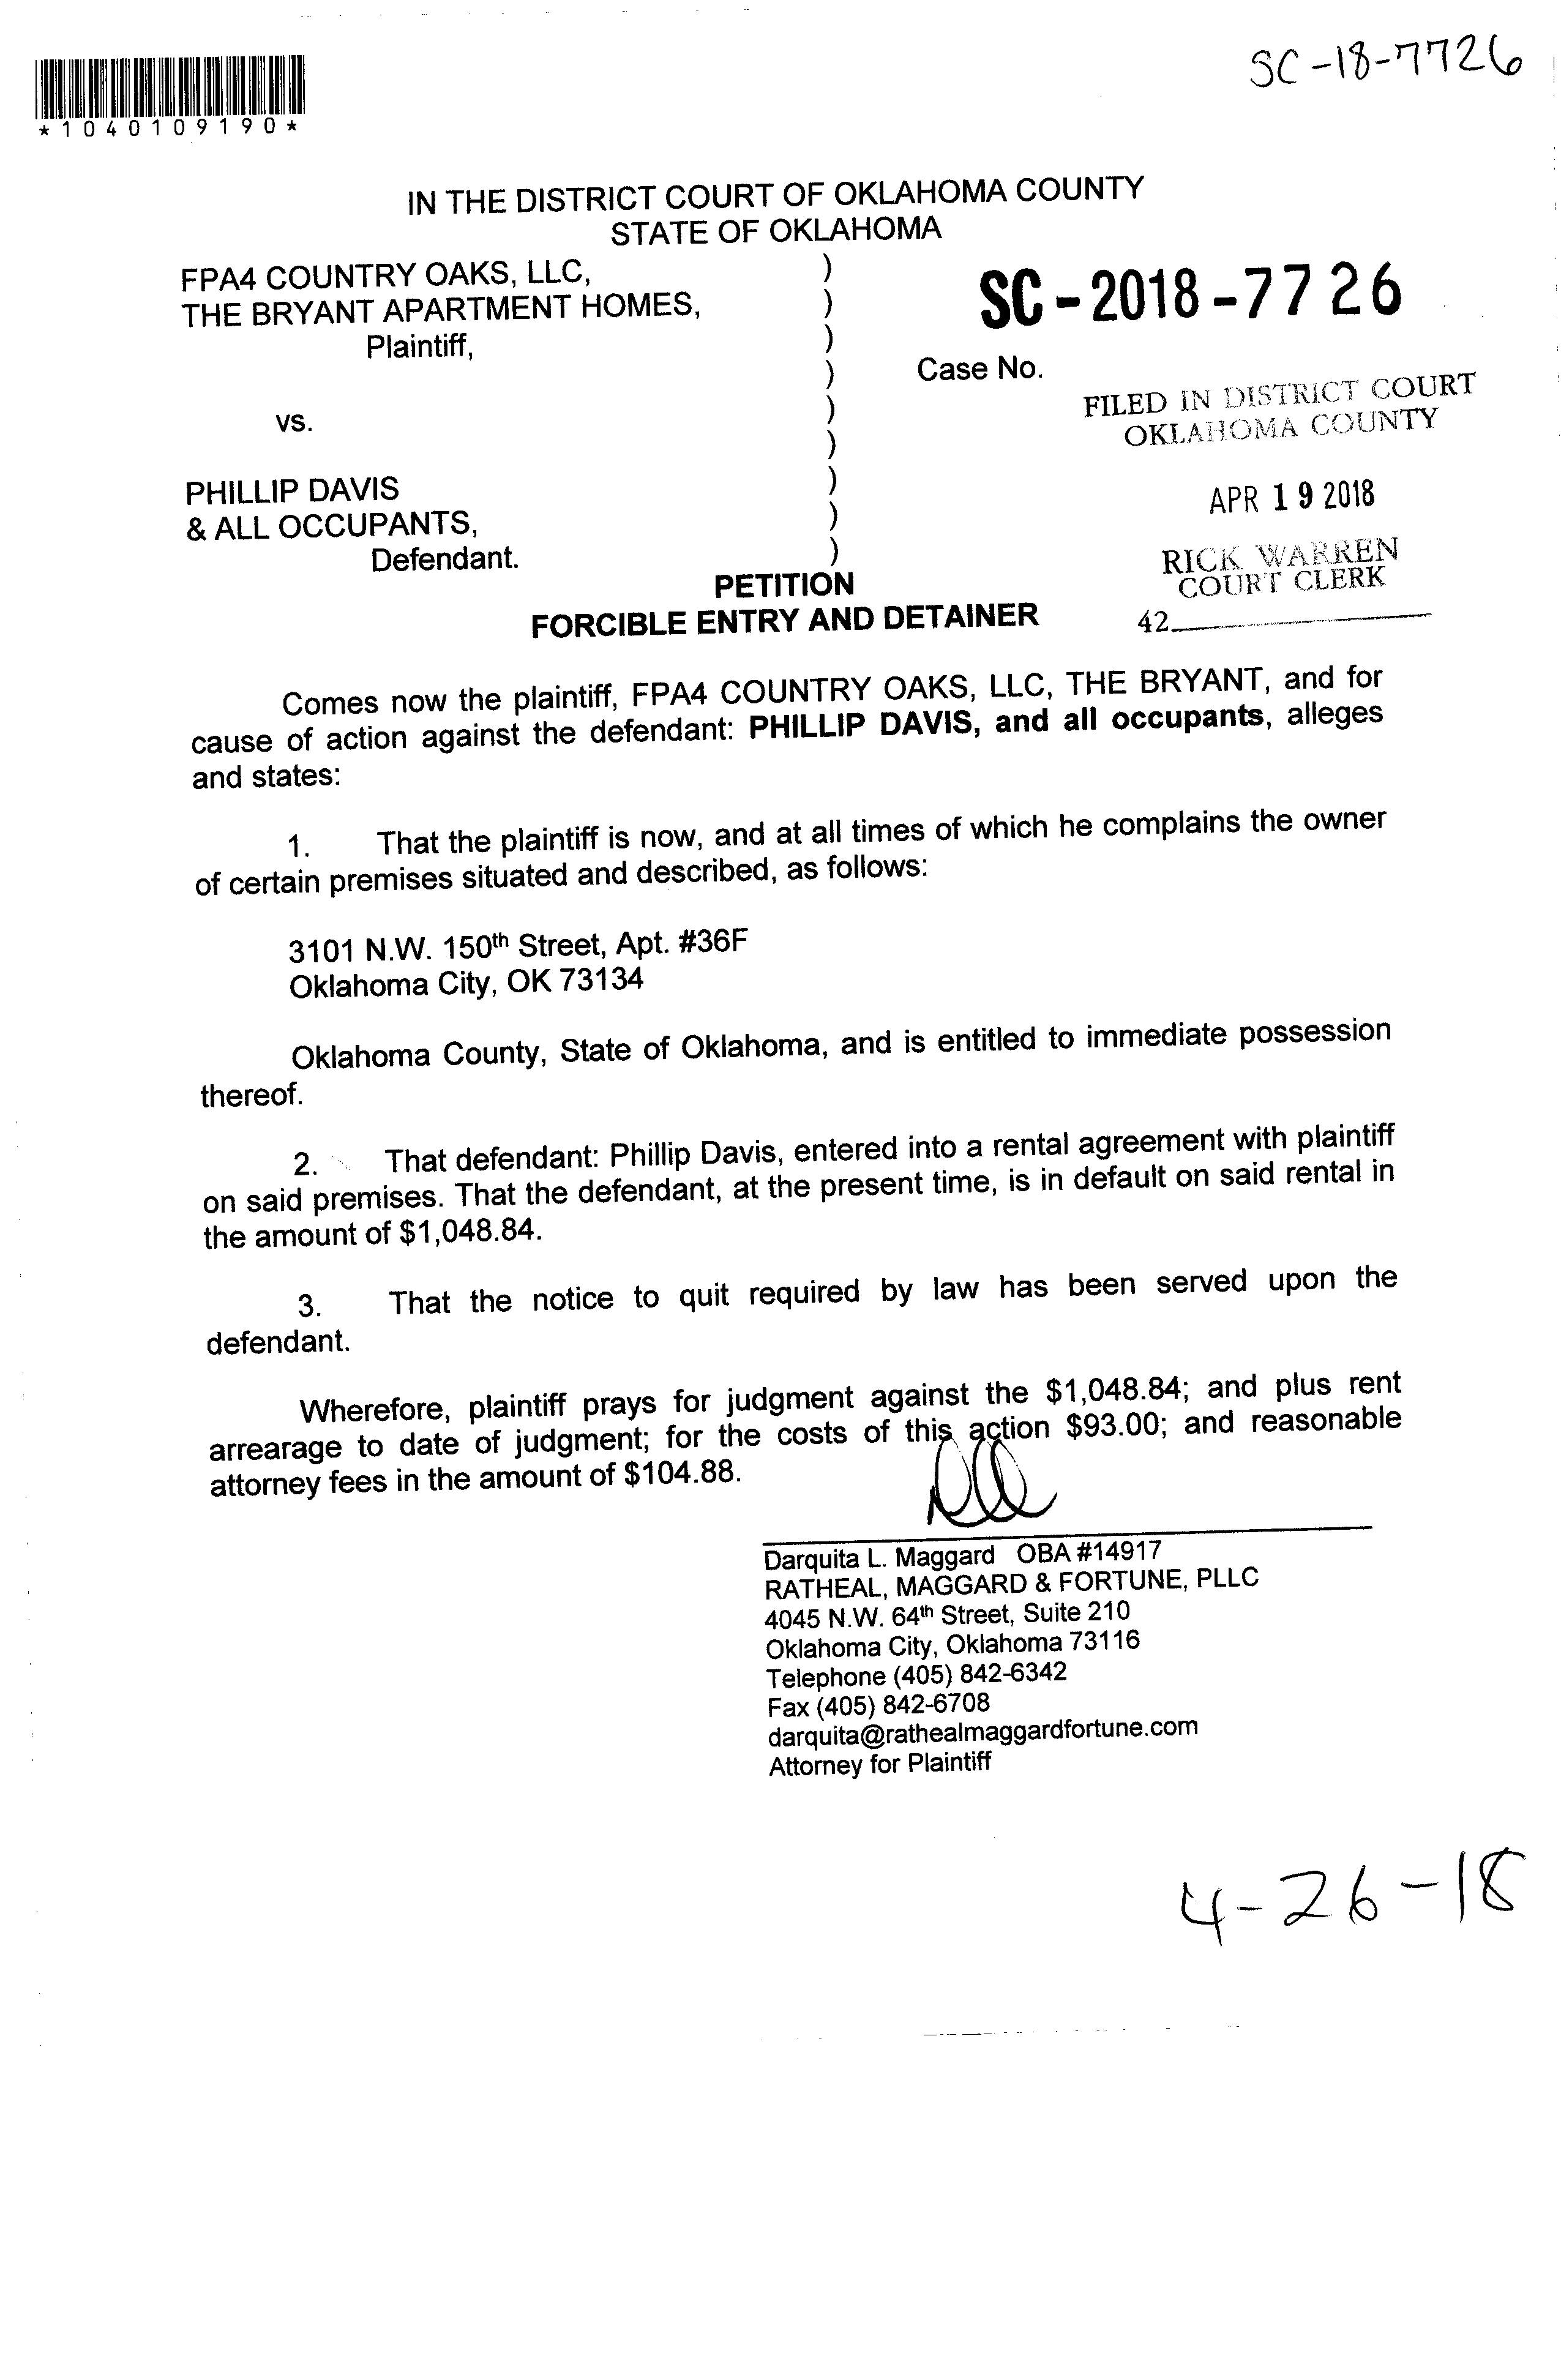 SC-18-7726
*1040109190*
IN THE DISTRICT COURT OF OKLAHOMA COUNTY
STATE OF OKLAHOMA
FPA4 COUNTRY OAKS, LLC, )
THE BRYANT APARTMENT HOMES, )
Plaintiff, )
)
vs. )
)
PHILLIP DAVIS )
& ALL OCCUPANTS, )
Defendant. )
SC-2018-7726
Case No.
FILED IN DISTRICT COURT
OKLAHOMA COUNTY
APR 19 2018
RICK WARREN
COURT CLERK
42
PETITION
FORCIBLE ENTRY AND DETAINER
Comes now the plaintiff, FPA4 COUNTRY OAKS, LLC, THE BRYANT, and for
cause of action against the defendant: PHILLIP DAVIS, and all occupants, alleges
and states:
1. That the plaintiff is now, and at all times of which he complains the owner
of certain premises situated and described, as follows:
3101 N.W. 150th Street, Apt. #36F
Oklahoma City, OK 73134
Oklahoma County, State of Oklahoma, and is entitled to immediate possession
thereof.
2. That defendant: Phillip Davis, entered into a rental agreement with plaintiff
on said premises. That the defendant, at the present time, is in default on said rental in
the amount of $1,048.84.
3. That the notice to quit required by law has been served upon the
defendant.
Wherefore, plaintiff prays for judgment against the $1,048.84; and plus rent
arrearage to date of judgment; for the costs of this action $93.00; and reasonable
attorney fees in the amount of $104.88.
Darquita L. Maggard OBA #14917
RATHEAL, MAGGARD & FORTUNE, PLLC
4045 N.W. 64th Street, Suite 210
Oklahoma City, Oklahoma 73116
Telephone (405) 842-6342
Fax (405) 842-6708
darquita@rathealmaggardfortune.com
Attorney for Plaintiff
4-26-18